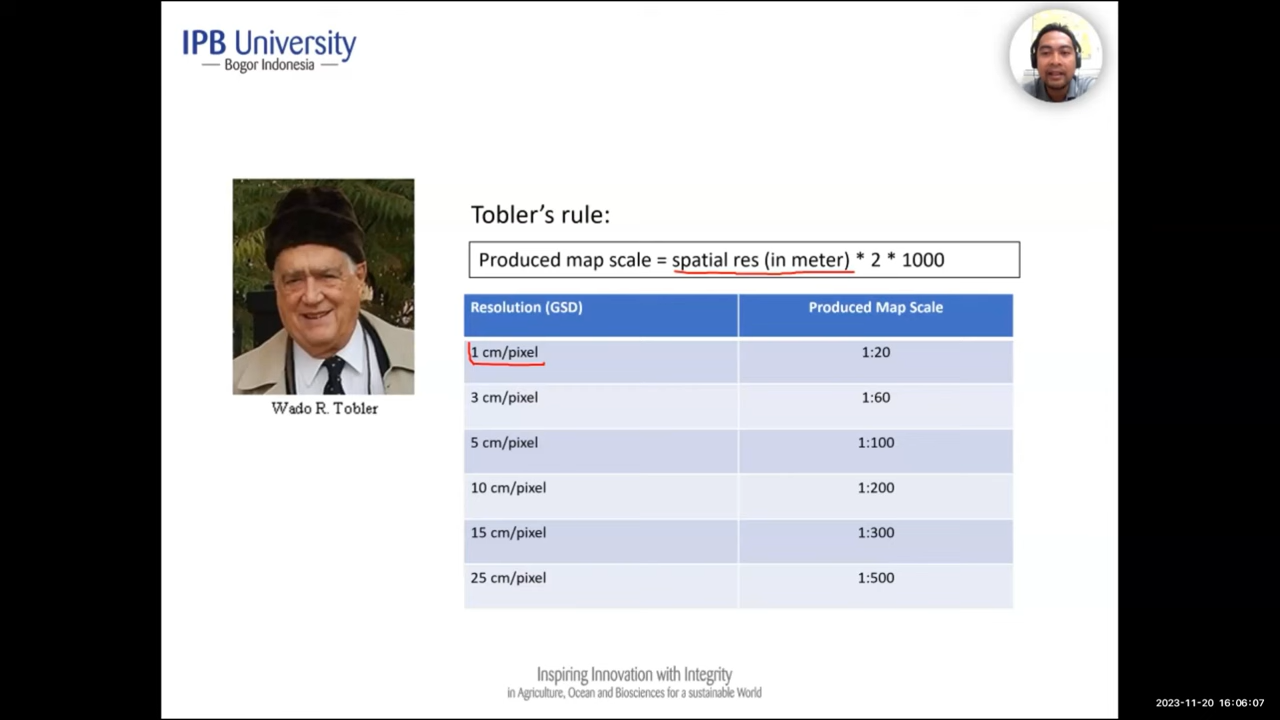 IPB University
Bogor Indonesia
Tobler's rule:
Produced map scale = spatial res (in meter) * 2 * 1000
Resolution (GSD) Produced Map Scale
1 cm/pixel 1:20
3 cm/pixel 1:60
5 cm/pixel 1:100
10 cm/pixel 1:200
15 cm/pixel 1:300
25 cm/pixel 1:500
Wado R. Tobler
Inspiring Innovation with Integrity
in Agriculture, Ocean and Biosciences for a sustainable World
2023-11-20 16:06:07